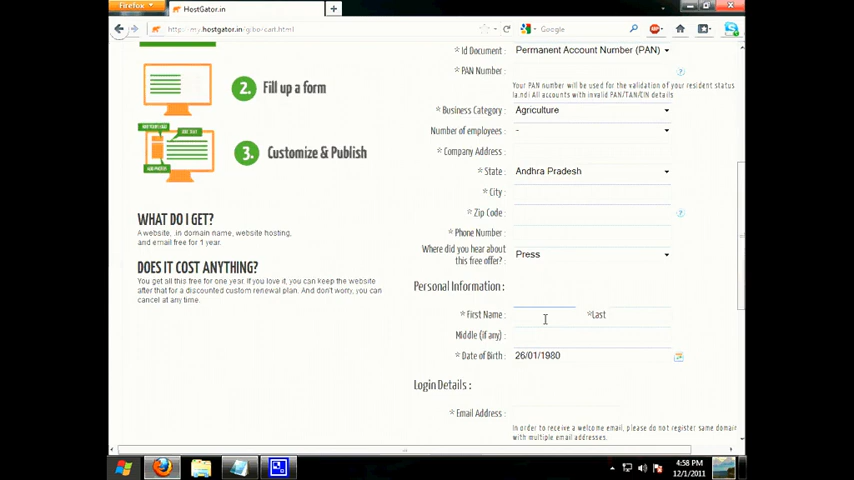 Firefox
HostGator.in
http://my.hostgator.in
Google
* Id Document :
Permanent Account Number (PAN)
* PAN Number :
Your PAN number will be used for the validation of your resident status
All accounts with invalid PAN/TAN/CIN details
2.
Fill up a form
* Business Category :
Agriculture
Number of employees :
-
* Company Address :
3.
Customize & Publish
* State :
Andhra Pradesh
* City :
* Zip Code :
WHAT DO I GET?
A website, .in domain name, website hosting,
and email free for 1 year.
* Phone Number :
Where did you hear about
this free offer? :
Press
DOES IT COST ANYTHING?
You get all this free for one year. If you love it, you can keep the website
after that for a discounted custom renewal plan. And don't worry, you can
cancel at any time.
Personal Information :
* First Name :
*Last
Middle (if any) :
* Date of Birth :
26/01/1980
Login Details :
* Email Address :
In order to receive a welcome email, please do not register same domain
with multiple email addresses.
4:58 PM
12/1/2011